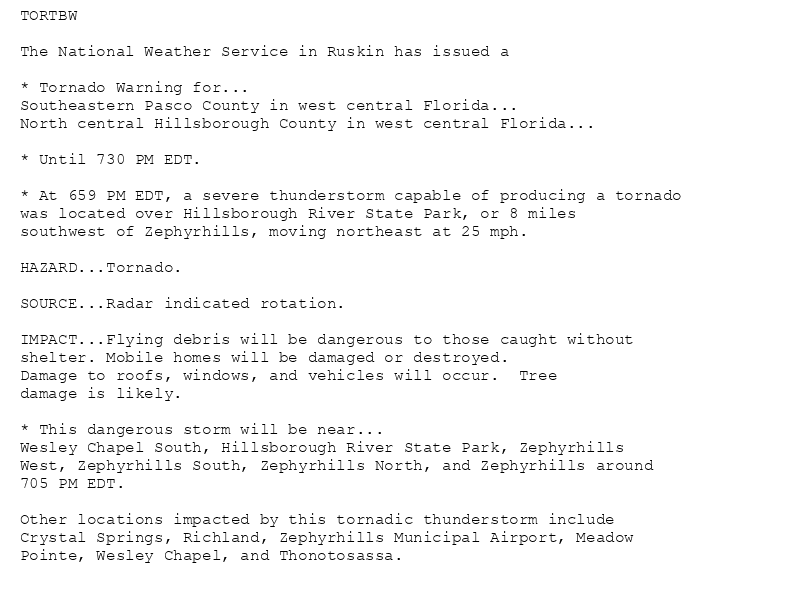 TORTBW
The National Weather Service in Ruskin has issued a
* Tornado Warning for...
Southeastern Pasco County in west central Florida...
North central Hillsborough County in west central Florida...
* Until 730 PM EDT.
* At 659 PM EDT, a severe thunderstorm capable of producing a tornado
was located over Hillsborough River State Park, or 8 miles
southwest of Zephyrhills, moving northeast at 25 mph.
HAZARD...Tornado.
SOURCE...Radar indicated rotation.
IMPACT...Flying debris will be dangerous to those caught without
shelter. Mobile homes will be damaged or destroyed.
Damage to roofs, windows, and vehicles will occur.  Tree
damage is likely.
* This dangerous storm will be near...
Wesley Chapel South, Hillsborough River State Park, Zephyrhills
West, Zephyrhills South, Zephyrhills North, and Zephyrhills around
705 PM EDT.
Other locations impacted by this tornadic thunderstorm include
Crystal Springs, Richland, Zephyrhills Municipal Airport, Meadow
Pointe, Wesley Chapel, and Thonotosassa.